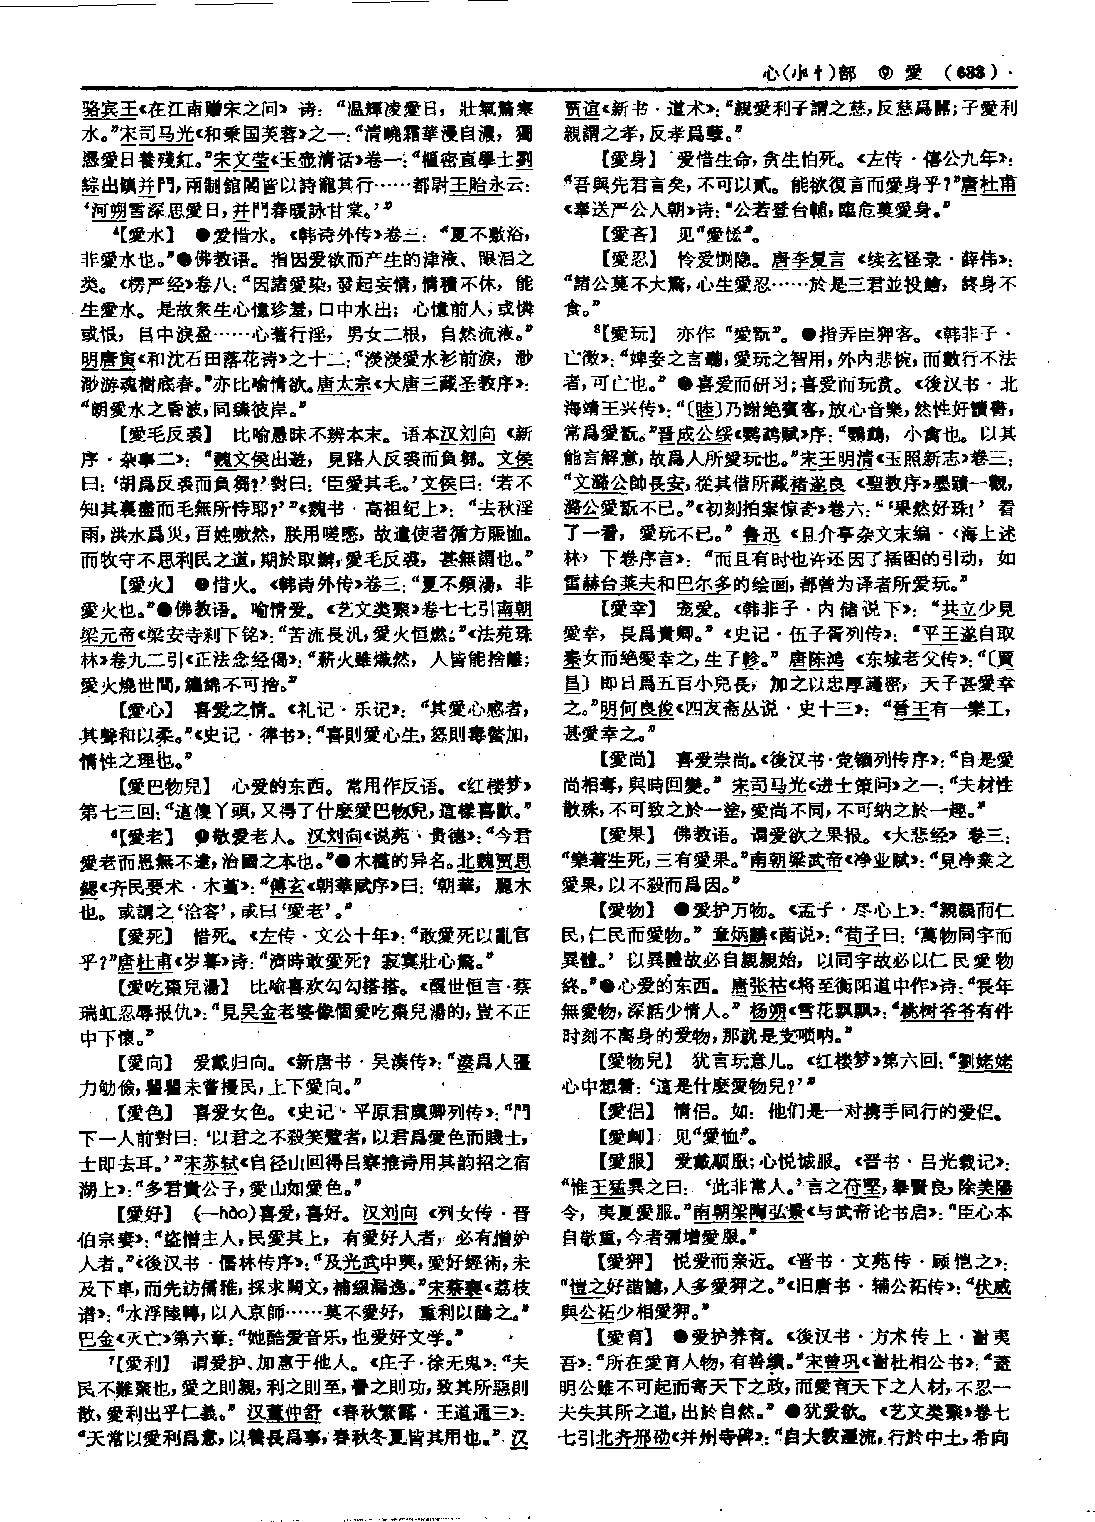 心(小忄)部 ⑨ 愛 (633)
骆宾王《在江南赠宋之问》诗：“温輝凌愛日，壯氣驚寒
水。”宋司马光《和秉国芙蓉》之一：“清曉霜華漫自濃，獨
憑愛日養殘紅。”宋文莹《玉壶清话》卷一：“樞密直學士劉
綜出鎮并門，兩制館閣皆以詩寵其行……都尉王貽永云：
‘河朔雪深思愛日，并門春暖詠甘棠。’”
4【愛水】 ●爱惜水。《韩诗外传》卷三：“夏不數浴，
非愛水也。”●佛教语。指因爱欲而产生的津液、眼泪之
类。《楞严经》卷八：“因諸愛染，發起妄情，情積不休，能
生愛水。是故衆生心憶珍羞，口中水出；心憶前人，或憐
或恨，目中淚盈……心著行淫，男女二根，自然流液。”
明唐寅《和沈石田落花诗》之十二：“淡淡愛水衫前淚，渺
渺游魂樹底春。”亦比喻情欲。唐太宗《大唐三藏圣教序》：
“朗愛水之昏波，同臻彼岸。”
【愛毛反裘】 比喻愚昧不辨本末。语本汉刘向《新
序·杂事二》：“魏文侯出遊，見路人反裘而負芻。文侯
曰：‘胡爲反裘而負芻？’對曰：‘臣愛其毛。’文侯曰：‘若不
知其裏盡而毛無所恃耶？’”《魏书·高祖纪上》：“去秋淫
雨，洪水爲災，百姓嗷然，朕用嗟愍，故遣使者循方賑恤。
而牧守不思利民之道，期於取辦，愛毛反裘，甚無謂也。”
【愛火】 ●惜火。《韩诗外传》卷三：“夏不頻湯，非
愛火也。”●佛教语。喻情爱。《艺文类聚》卷七七引南朝
梁元帝《梁安寺刹下铭》：“苦流長汎，愛火恒燃。”《法苑珠
林》卷九二引《正法念经偈》：“薪火雖熾然，人皆能捨離；
愛火燒世間，纏綿不可捨。”
【愛心】 喜爱之情。《礼记·乐记》：“其愛心感者，
其聲和以柔。”《史记·律书》：“喜則愛心生，怒則毒螫加，
情性之理也。”
【愛巴物兒】 心爱的东西。常用作反语。《红楼梦》
第七三回：“這傻丫頭，又得了什麽愛巴物兒，這樣喜歡。”
6【愛老】 ●敬爱老人。汉刘向《说苑·贵德》：“今君
愛老而恩無不逮，治國之本也。”●木槿的异名。北魏贾思
勰《齐民要术·木堇》：“傅玄《朝華賦序》曰：‘朝華，麗木
也。或謂之‘洽客’，或曰‘愛老’。”
【愛死】 惜死。《左传·文公十年》：“敢愛死以亂官
乎？”唐杜甫《岁暮》诗：“濟時敢愛死？寂寞壯心驚。”
【愛吃棗兒湯】 比喻喜欢勾勾搭搭。《醒世恒言·蔡
瑞虹忍辱报仇》：“見吴金老婆像個愛吃棗兒湯的，豈不正
中下懷。”
【愛向】 爱戴归向。《新唐书·吴湊传》：“湊爲人彊
力劬儉，瞿瞿未嘗擾民，上下愛向。”
【愛色】 喜爱女色。《史记·平原君虞卿列传》：“門
下一人前對曰：‘以君之不殺笑躄者，以君爲愛色而賤士，
士即去耳。’”宋苏轼《自径山回得吕察推诗用其韵招之宿
湖上》：“多君貴公子，愛山如愛色。”
【愛好】 (—hào)喜爱，喜好。汉刘向《列女传·晋
伯宗妻》：“盗憎主人，民愛其上，有愛好人者，必有憎妒
人者。”《後汉书·儒林传序》：“及光武中興，愛好經術，未
及下車，而先訪儒雅，採求闕文，補綴漏逸。”宋蔡襄《荔枝
谱》：“水浮陸轉，以入京師……莫不愛好，重利以酬之。”
巴金《灭亡》第六章：“她酷爱音乐，也爱好文学。”
7【愛利】 谓爱护、加惠于他人。《庄子·徐无鬼》：“夫
民不難聚也，愛之則親，利之則至，譽之則功，致其所惡則
散，愛利出乎仁義。”汉董仲舒《春秋繁露·王道通三》：
“天常以愛利爲意，以養長爲事，春秋冬夏皆其用也。”汉
贾谊《新书·道术》：“親愛利子謂之慈，反慈爲嚚；子愛利
親謂之孝，反孝爲孽。”
【愛身】 爱惜生命，贪生怕死。《左传·僖公九年》：
“吾與先君言矣，不可以貳。能欲復言而愛身乎？”唐杜甫
《奉送严公入朝》诗：“公若登台輔，臨危莫愛身。”
【愛吝】 见“愛恡”。
【愛忍】 怜爱恻隐。唐李复言《续玄怪录·薛伟》：
“諸公莫不大驚，心生愛忍……於是三君並投鱠，終身不
食。”
8【愛玩】 亦作“愛翫”。●指弄臣狎客。《韩非子·
亡徵》：“婢妾之言聽，愛玩之智用，外内悲惋，而數行不法
者，可亡也。”●喜爱而研习；喜爱而玩赏。《後汉书·北
海靖王兴传》：“〔睦〕乃謝絶賓客，放心音樂，然性好讀書，
常爲愛翫。”晋成公绥《鹦鹉赋》序：“鸚鵡，小禽也。以其
能言解意，故爲人所愛玩也。”宋王明清《玉照新志》卷三：
“文潞公帥長安，從其借所藏褚遂良《聖教序》墨蹟一觀，
潞公愛翫不已。”《初刻拍案惊奇》卷六：“‘果然好珠！’看
了一看，愛玩不已。”鲁迅《且介亭杂文末编·〈海上述
林〉下卷序言》：“而且有时也许还因了插图的引动，如
雷赫台莱夫和巴尔多的绘画，都曾为译者所爱玩。”
【愛幸】 宠爱。《韩非子·内储说下》：“共立少見
愛幸，長爲貴卿。”《史记·伍子胥列传》：“平王遂自取
秦女而絶愛幸之，生子軫。”唐陈鸿《东城老父传》：“〔賈
昌〕即日爲五百小兒長，加之以忠厚謹密，天子甚愛幸
之。”明何良俊《四友斋丛说·史十三》：“晉王有一樂工，
甚愛幸之。”
【愛尚】 喜爱崇尚。《後汉书·党锢列传序》：“自是愛
尚相奪，與時回變。”宋司马光《进士策问》之一：“夫材性
散殊，不可致之於一塗，愛尚不同，不可納之於一趣。”
【愛果】 佛教语。谓爱欲之果报。《大悲经》卷三：
“樂著生死，三有愛果。”南朝梁武帝《净业赋》：“見净業之
愛果，以不殺而爲因。”
【愛物】 ●爱护万物。《孟子·尽心上》：“親親而仁
民，仁民而愛物。”章炳麟《菌说》：“荀子曰：‘萬物同宇而
異體。’以異體故必自親親始，以同宇故必以仁民愛物
終。”●心爱的东西。唐张祜《将至衡阳道中作》诗：“長年
無愛物，深話少情人。”杨朔《雪花飘飘》：“桃树爷爷有件
时刻不离身的爱物，那就是支唢呐。”
【愛物兒】 犹言玩意儿。《红楼梦》第六回：“劉姥姥
心中想著：‘這是什麽愛物兒？’”
【愛侣】 情侣。如：他们是一对携手同行的爱侣。
【愛卹】 见“愛恤”。
【愛服】 爱戴顺服；心悦诚服。《晋书·吕光载记》：
“惟王猛異之曰：‘此非常人。’言之苻堅，舉賢良，除美陽
令，夷夏愛服。”南朝梁陶弘景《与武帝论书启》：“臣心本
自敬重，今者彌增愛服。”
【愛狎】 悦爱而亲近。《晋书·文苑传·顾恺之》：
“愷之好諧謔，人多愛狎之。”《旧唐书·辅公祏传》：“伏威
與公祏少相愛狎。”
【愛育】 ●爱护养育。《後汉书·方术传上·谢夷
吾》：“所在愛育人物，有善績。”宋曾巩《谢杜相公书》：“蓋
明公雖不可起而寄天下之政，而愛育天下之人材，不忍一
夫失其所之道，出於自然。”●犹爱欲。《艺文类聚》卷七
七引北齐邢劭《并州寺碑》：“自大教遷流，行於中土，希向